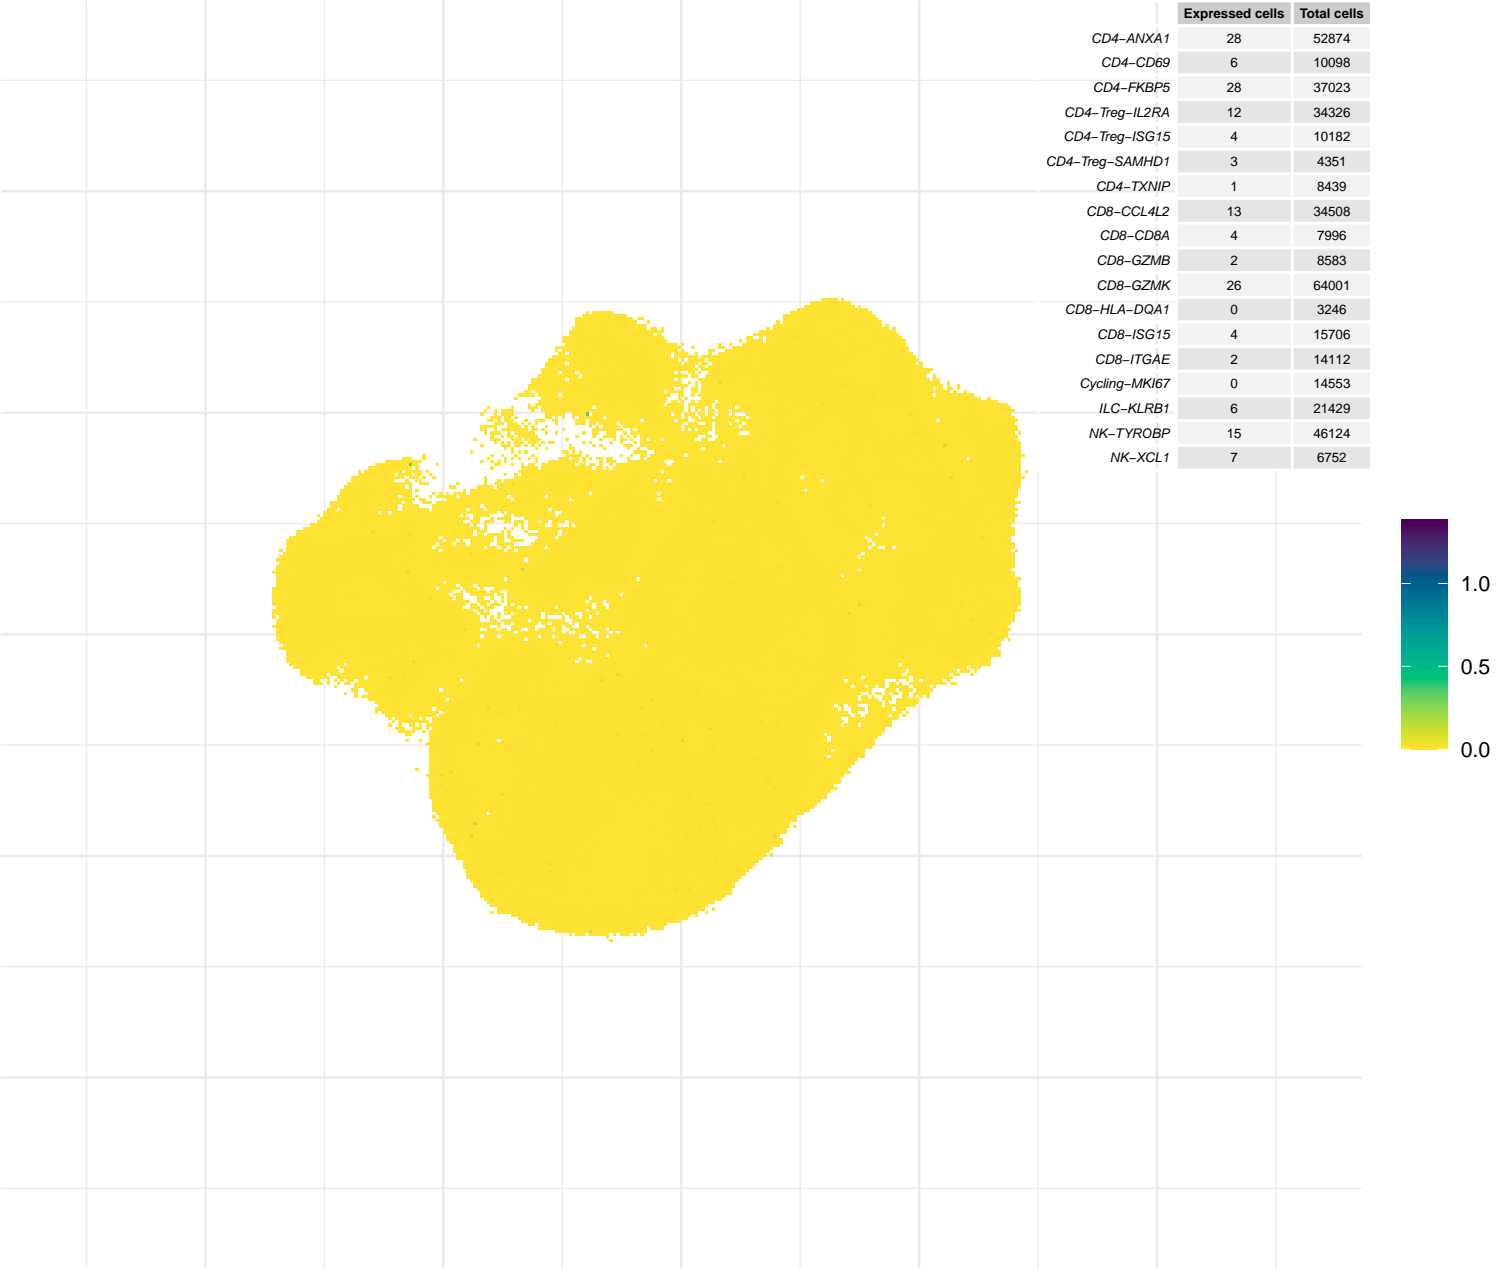 Expressed cells Total cells
CD4−ANXA1 28 52874
CD4−CD69 6 10098
CD4−FKBP5 28 37023
CD4−Treg−IL2RA 12 34326
CD4−Treg−ISG15 4 10182
CD4−Treg−SAMHD1 3 4351
CD4−TXNIP 1 8439
CD8−CCL4L2 13 34508
CD8−CD8A 4 7996
CD8−GZMB 2 8583
CD8−GZMK 26 64001
CD8−HLA−DQA1 0 3246
CD8−ISG15 4 15706
CD8−ITGAE 2 14112
Cycling−MKI67 0 14553
ILC−KLRB1 6 21429
NK−TYROBP 15 46124
NK−XCL1 7 6752
1.0
0.5
0.0